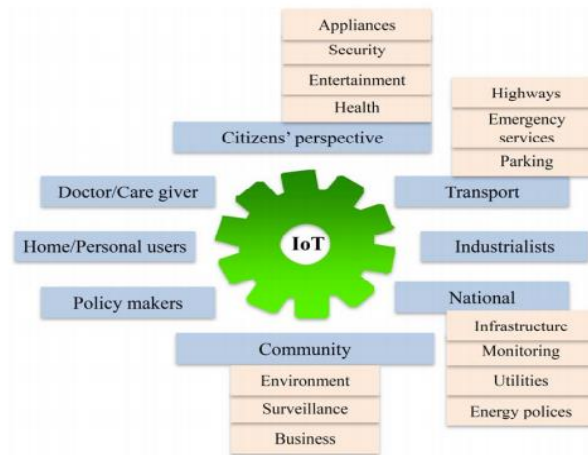 Appliances
Security
Entertainment
Health
Citizens' perspective
Highways
Emergency
services
Parking
Transport
Doctor/Care giver
Home/Personal users
Policy makers
IoT
Industrialists
National
Infrastructure
Monitoring
Utilities
Energy polices
Community
Environment
Surveillance
Business